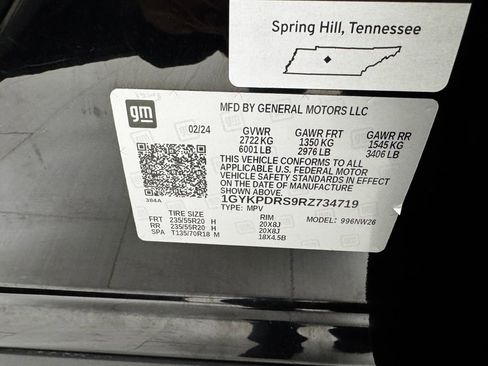 Spring Hill, Tennessee
gm
MFD BY GENERAL MOTORS LLC
02/24 GVWR GAWR FRT GAWR RR
2722 KG 1350 KG 1545 KG
6001 LB 2976 LB 3406 LB
THIS VEHICLE CONFORMS TO ALL
APPLICABLE U.S. FEDERAL MOTOR
VEHICLE SAFETY STANDARDS IN EFFECT
ON THE DATE OF MANUFACTURE SHOWN ABOVE.
384A 1GYKPDRS9RZ734719
TYPE: MPV MODEL: 996NW26
TIRE SIZE RIM
FRT 235/55R20 H 20X8J
RR 235/55R20 H 20X8J
SPA T135/70R18 M 18X4.5B